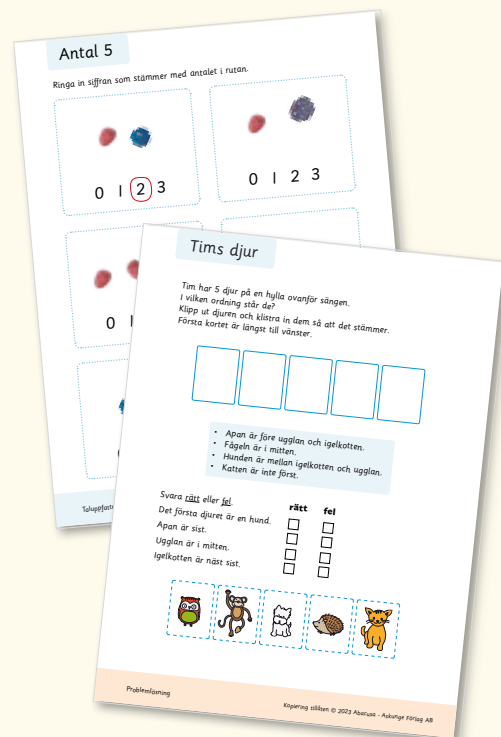 Antal 5
Ringa in siffran som stämmer med antalet i rutan.
0 1 2 3
0 1 2 3
0
Tims djur
Tim har 5 djur på en hylla ovanför sängen.
I vilken ordning står de?
Klipp ut djuren och klistra in dem så att det stämmer.
Första kortet är längst till vänster.
• Apan är före ugglan och igelkotten.
• Fågeln är i mitten.
• Hunden är mellan igelkotten och ugglan.
• Katten är inte först.
Svara rätt eller fel.
rätt fel
Det första djuret är en hund.
Apan är sist.
Ugglan är i mitten.
Igelkotten är näst sist.
Problemlösning
Kopiering tillåten © 2023 Abacusa - Askunge Förlag AB